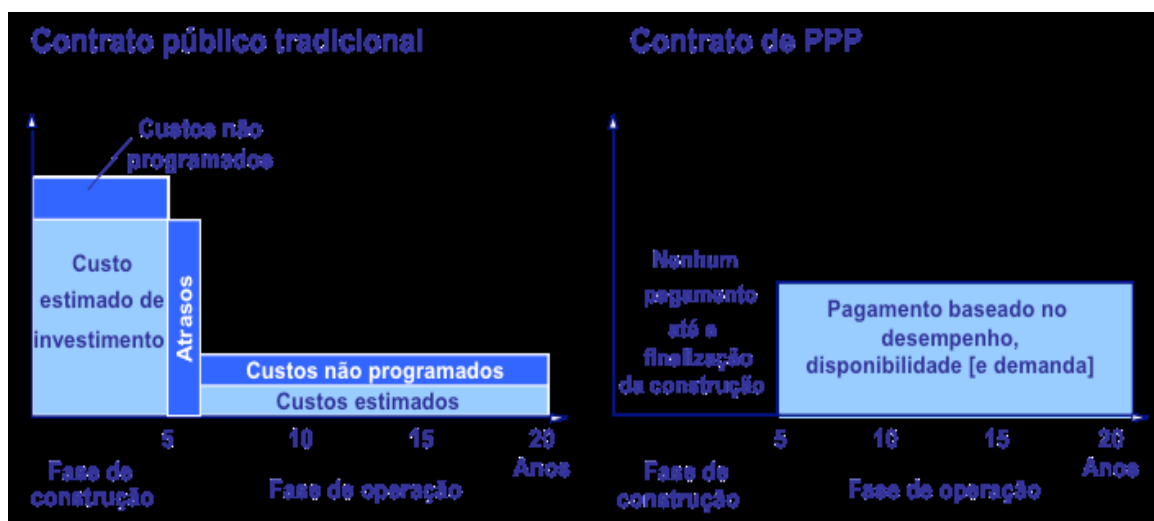 Contrato público tradicional
Custos não
programados
Custo
estimado de
investimento
Atrasos
Custos não programados
Custos estimados
5
10
15
20
Anos
Fase de
construção
Fase de operação
Contrato de PPP
Nenhum
pagamento
até a
finalização
da construção
Pagamento baseado no
desempenho,
disponibilidade [e demanda]
5
10
15
20
Anos
Fase de
construção
Fase de operação